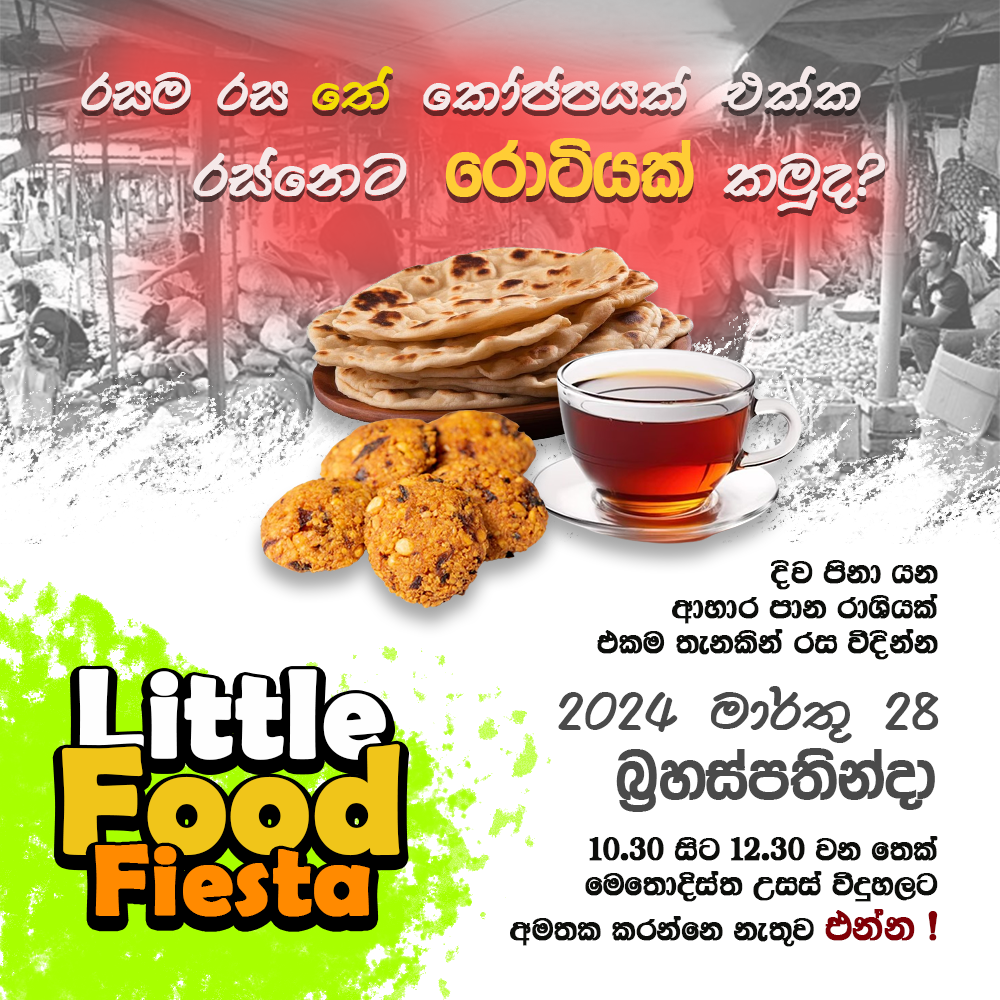 රසම රස තේ කෝප්පයක් එක්ක
රස්නෙට රොටියක් කමුද?
දිව පිනා යන
ආහාර පාන රාශියක්
එකම තැනකින් රස විදින්න
Little
Food
Fiesta
2024 මාර්තු 28
බ්‍රහස්පතින්දා
10.30 සිට 12.30 වන තෙක්
මෙතොදිස්ත උසස් විදුහලට
අමතක කරන්නෙ නැතුව එන්න !